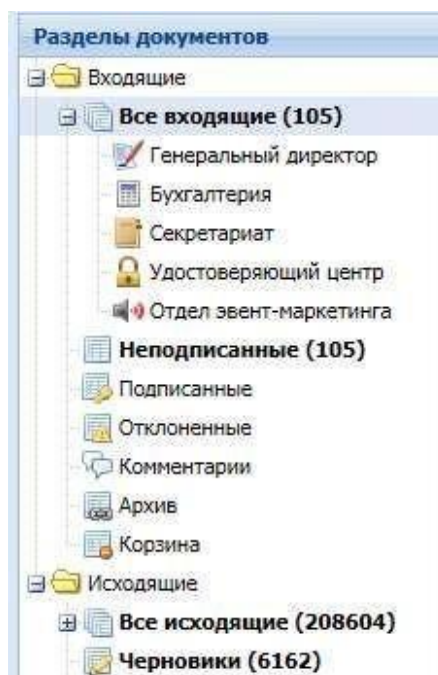 Разделы документов
Входящие
Все входящие (105)
Генеральный директор
Бухгалтерия
Секретариат
Удостоверяющий центр
Отдел эвент-маркетинга
Неподписанные (105)
Подписанные
Отклоненные
Комментарии
Архив
Корзина
Исходящие
Все исходящие (208604)
Черновики (6162)